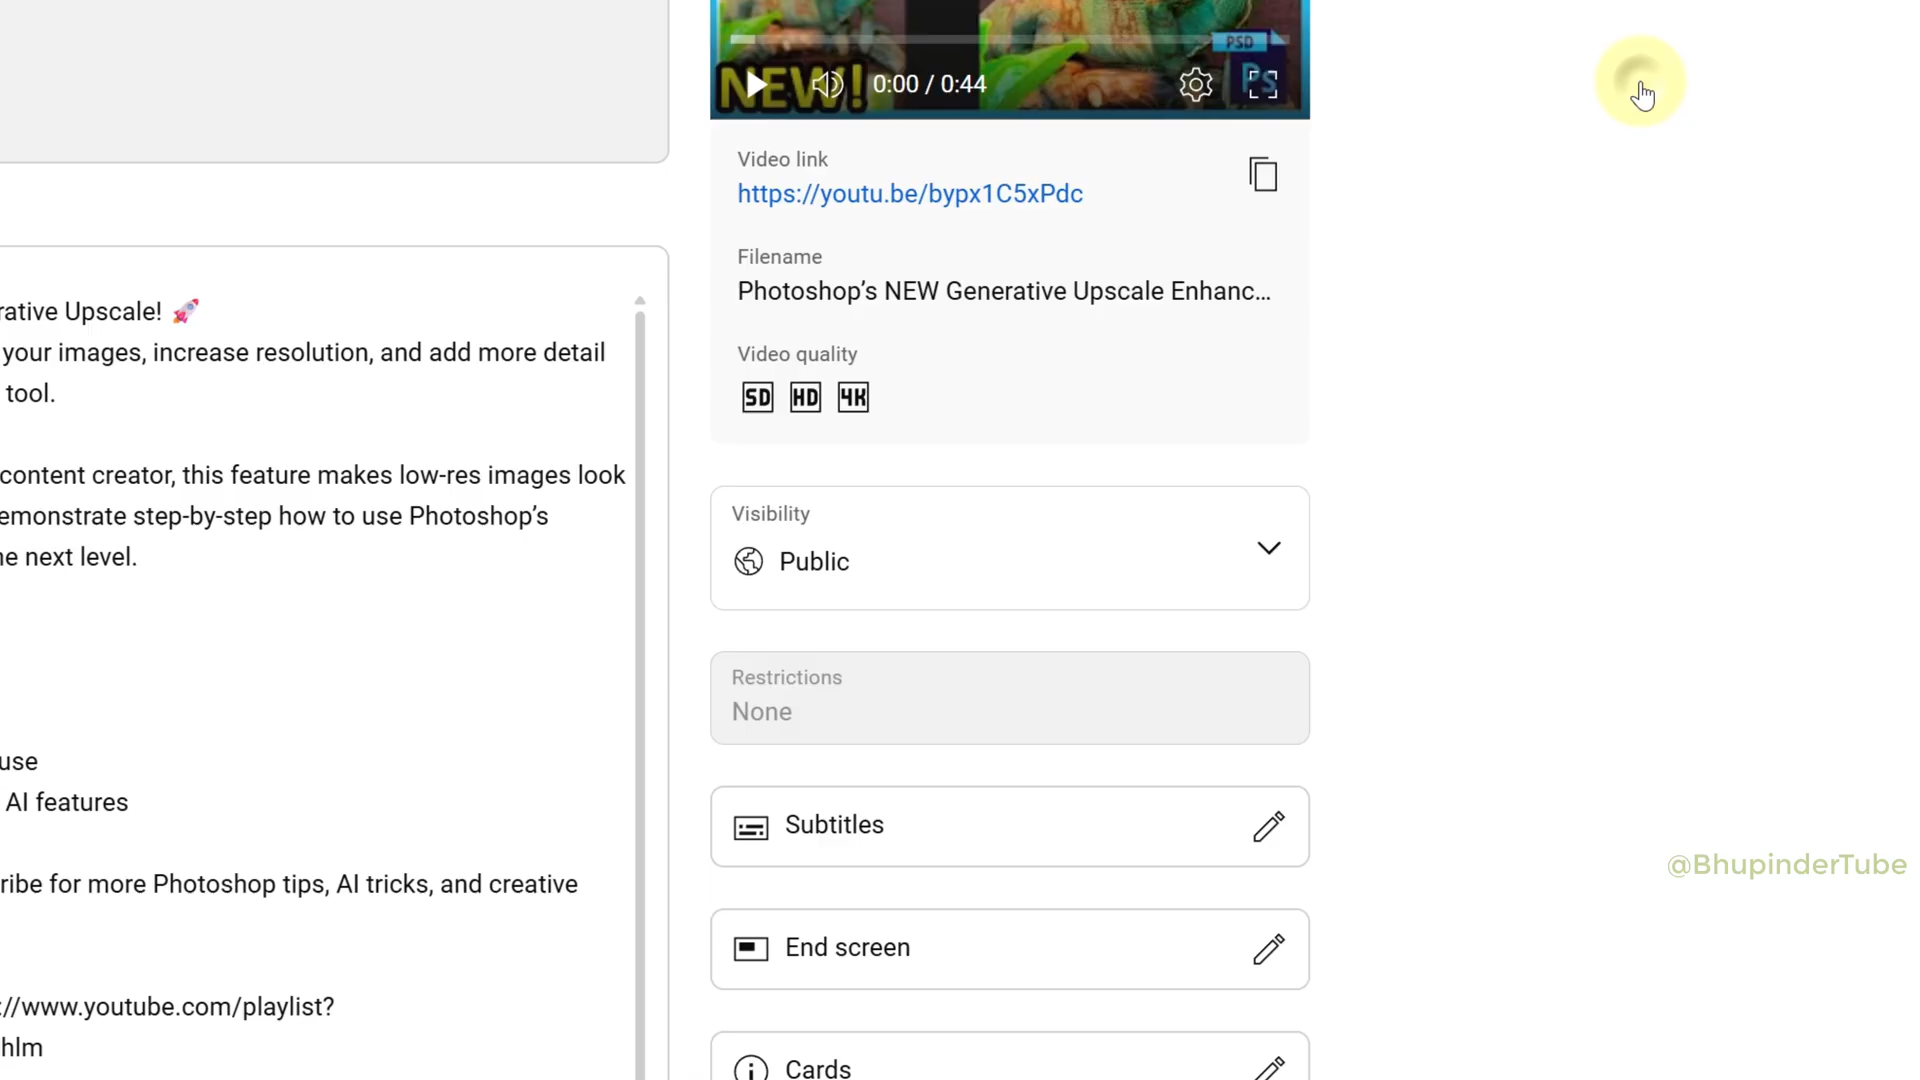 PSD
NEW!
Ps
0:00 / 0:44
Video link
https://youtu.be/bypx1C5xPdc
Filename
Photoshop’s NEW Generative Upscale Enhanc...
Video quality
SD HD 4K
Visibility
Public
Restrictions
None
Subtitles
End screen
Cards
rative Upscale! 🚀
your images, increase resolution, and add more detail
tool.
content creator, this feature makes low-res images look
emonstrate step-by-step how to use Photoshop’s
ne next level.
use
AI features
ribe for more Photoshop tips, AI tricks, and creative
://www.youtube.com/playlist?
hlm
@BhupinderTube